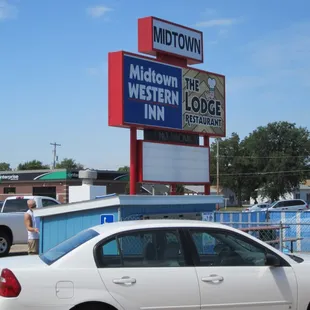 MIDTOWN
Midtown
WESTERN
INN
THE
LODGE
RESTAURANT